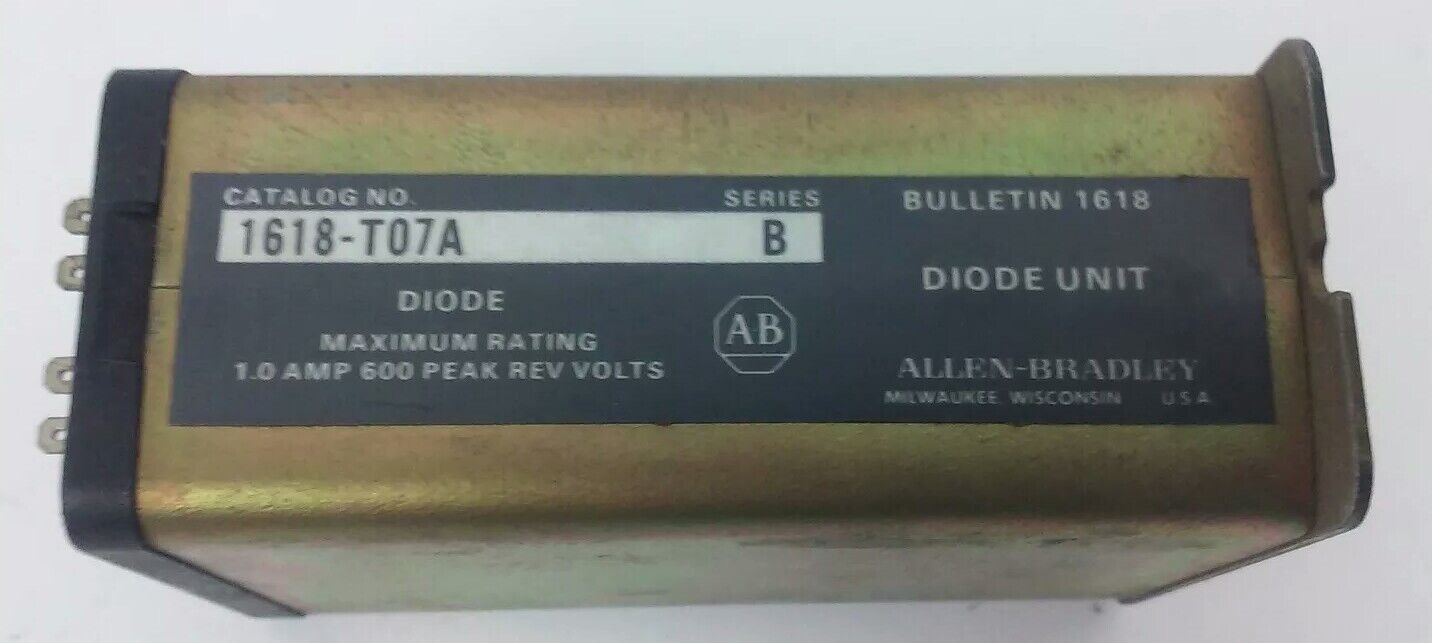 CATALOG NO. SERIES
1618-T07A B
DIODE
MAXIMUM RATING
1.0 AMP 600 PEAK REV VOLTS
AB
BULLETIN 1618
DIODE UNIT
ALLEN-BRADLEY
MILWAUKEE, WISCONSIN U S A